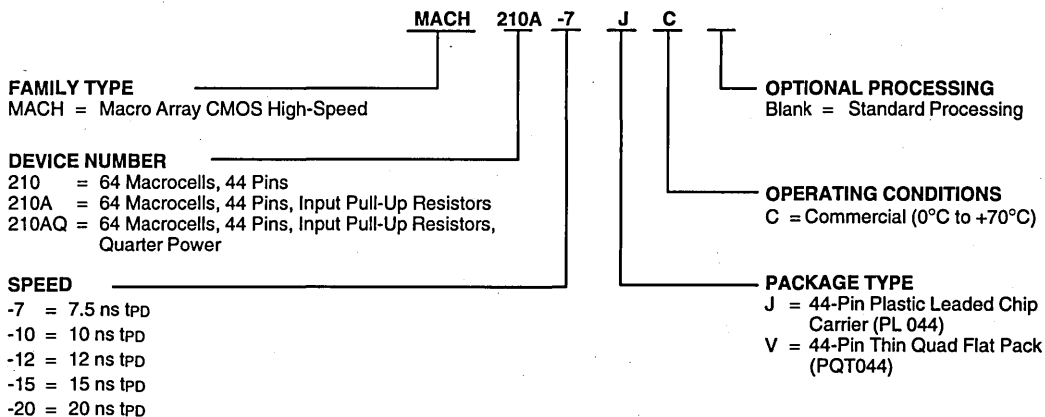 MACH 210A -7 J C
FAMILY TYPE
MACH = Macro Array CMOS High-Speed
DEVICE NUMBER
210 = 64 Macrocells, 44 Pins
210A = 64 Macrocells, 44 Pins, Input Pull-Up Resistors
210AQ = 64 Macrocells, 44 Pins, Input Pull-Up Resistors,
Quarter Power
SPEED
-7 = 7.5 ns tPD
-10 = 10 ns tPD
-12 = 12 ns tPD
-15 = 15 ns tPD
-20 = 20 ns tPD
OPTIONAL PROCESSING
Blank = Standard Processing
OPERATING CONDITIONS
C = Commercial (0°C to +70°C)
PACKAGE TYPE
J = 44-Pin Plastic Leaded Chip
Carrier (PL 044)
V = 44-Pin Thin Quad Flat Pack
(PQT044)